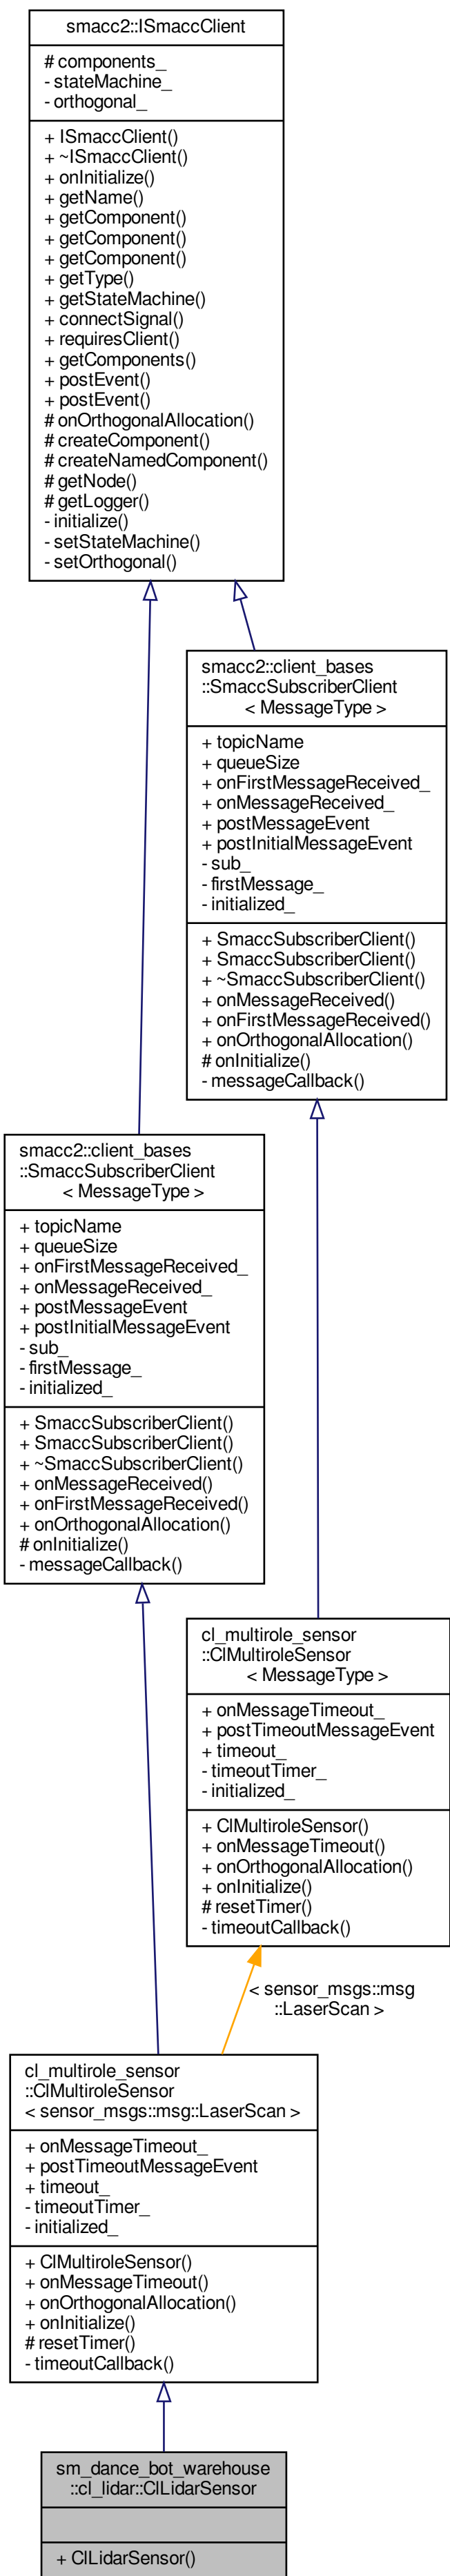 smacc2::ISmaccClient
# components_
- stateMachine_
- orthogonal_
+ ISmaccClient()
+ ~ISmaccClient()
+ onInitialize()
+ getName()
+ getComponent()
+ getComponent()
+ getComponent()
+ getType()
+ getStateMachine()
+ connectSignal()
+ requiresClient()
+ getComponents()
+ postEvent()
+ postEvent()
# onOrthogonalAllocation()
# createComponent()
# createNamedComponent()
# getNode()
# getLogger()
- initialize()
- setStateMachine()
- setOrthogonal()
smacc2::client_bases
::SmaccSubscriberClient
< MessageType >
+ topicName
+ queueSize
+ onFirstMessageReceived_
+ onMessageReceived_
+ postMessageEvent
+ postInitialMessageEvent
- sub_
- firstMessage_
- initialized_
+ SmaccSubscriberClient()
+ SmaccSubscriberClient()
+ ~SmaccSubscriberClient()
+ onMessageReceived()
+ onFirstMessageReceived()
+ onOrthogonalAllocation()
# onInitialize()
- messageCallback()
smacc2::client_bases
::SmaccSubscriberClient
< MessageType >
+ topicName
+ queueSize
+ onFirstMessageReceived_
+ onMessageReceived_
+ postMessageEvent
+ postInitialMessageEvent
- sub_
- firstMessage_
- initialized_
+ SmaccSubscriberClient()
+ SmaccSubscriberClient()
+ ~SmaccSubscriberClient()
+ onMessageReceived()
+ onFirstMessageReceived()
+ onOrthogonalAllocation()
# onInitialize()
- messageCallback()
cl_multirole_sensor
::ClMultiroleSensor
< MessageType >
+ onMessageTimeout_
+ postTimeoutMessageEvent
+ timeout_
- timeoutTimer_
- initialized_
+ ClMultiroleSensor()
+ onMessageTimeout()
+ onOrthogonalAllocation()
+ onInitialize()
# resetTimer()
- timeoutCallback()
< sensor_msgs::msg
::LaserScan >
cl_multirole_sensor
::ClMultiroleSensor
< sensor_msgs::msg::LaserScan >
+ onMessageTimeout_
+ postTimeoutMessageEvent
+ timeout_
- timeoutTimer_
- initialized_
+ ClMultiroleSensor()
+ onMessageTimeout()
+ onOrthogonalAllocation()
+ onInitialize()
# resetTimer()
- timeoutCallback()
sm_dance_bot_warehouse
::cl_lidar::ClLidarSensor
+ ClLidarSensor()